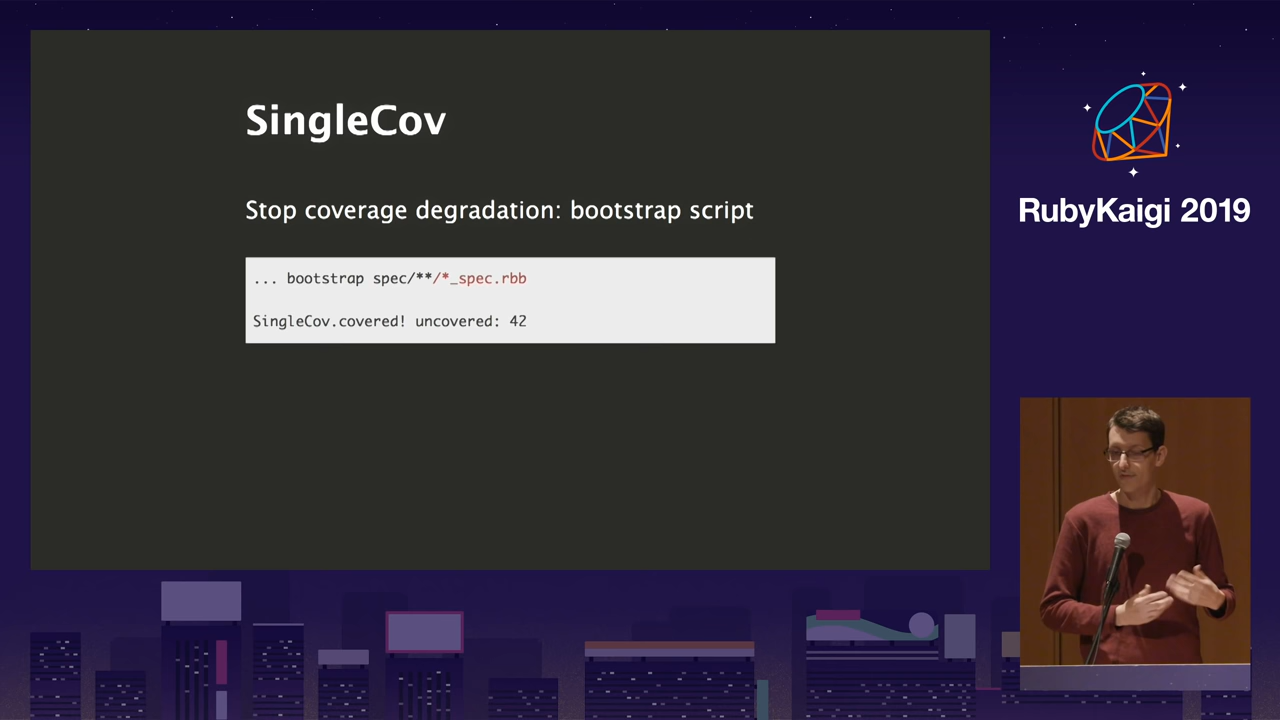 SingleCov
Stop coverage degradation: bootstrap script
... bootstrap spec/**/*_spec.rbb
SingleCov.covered! uncovered: 42
RubyKaigi 2019